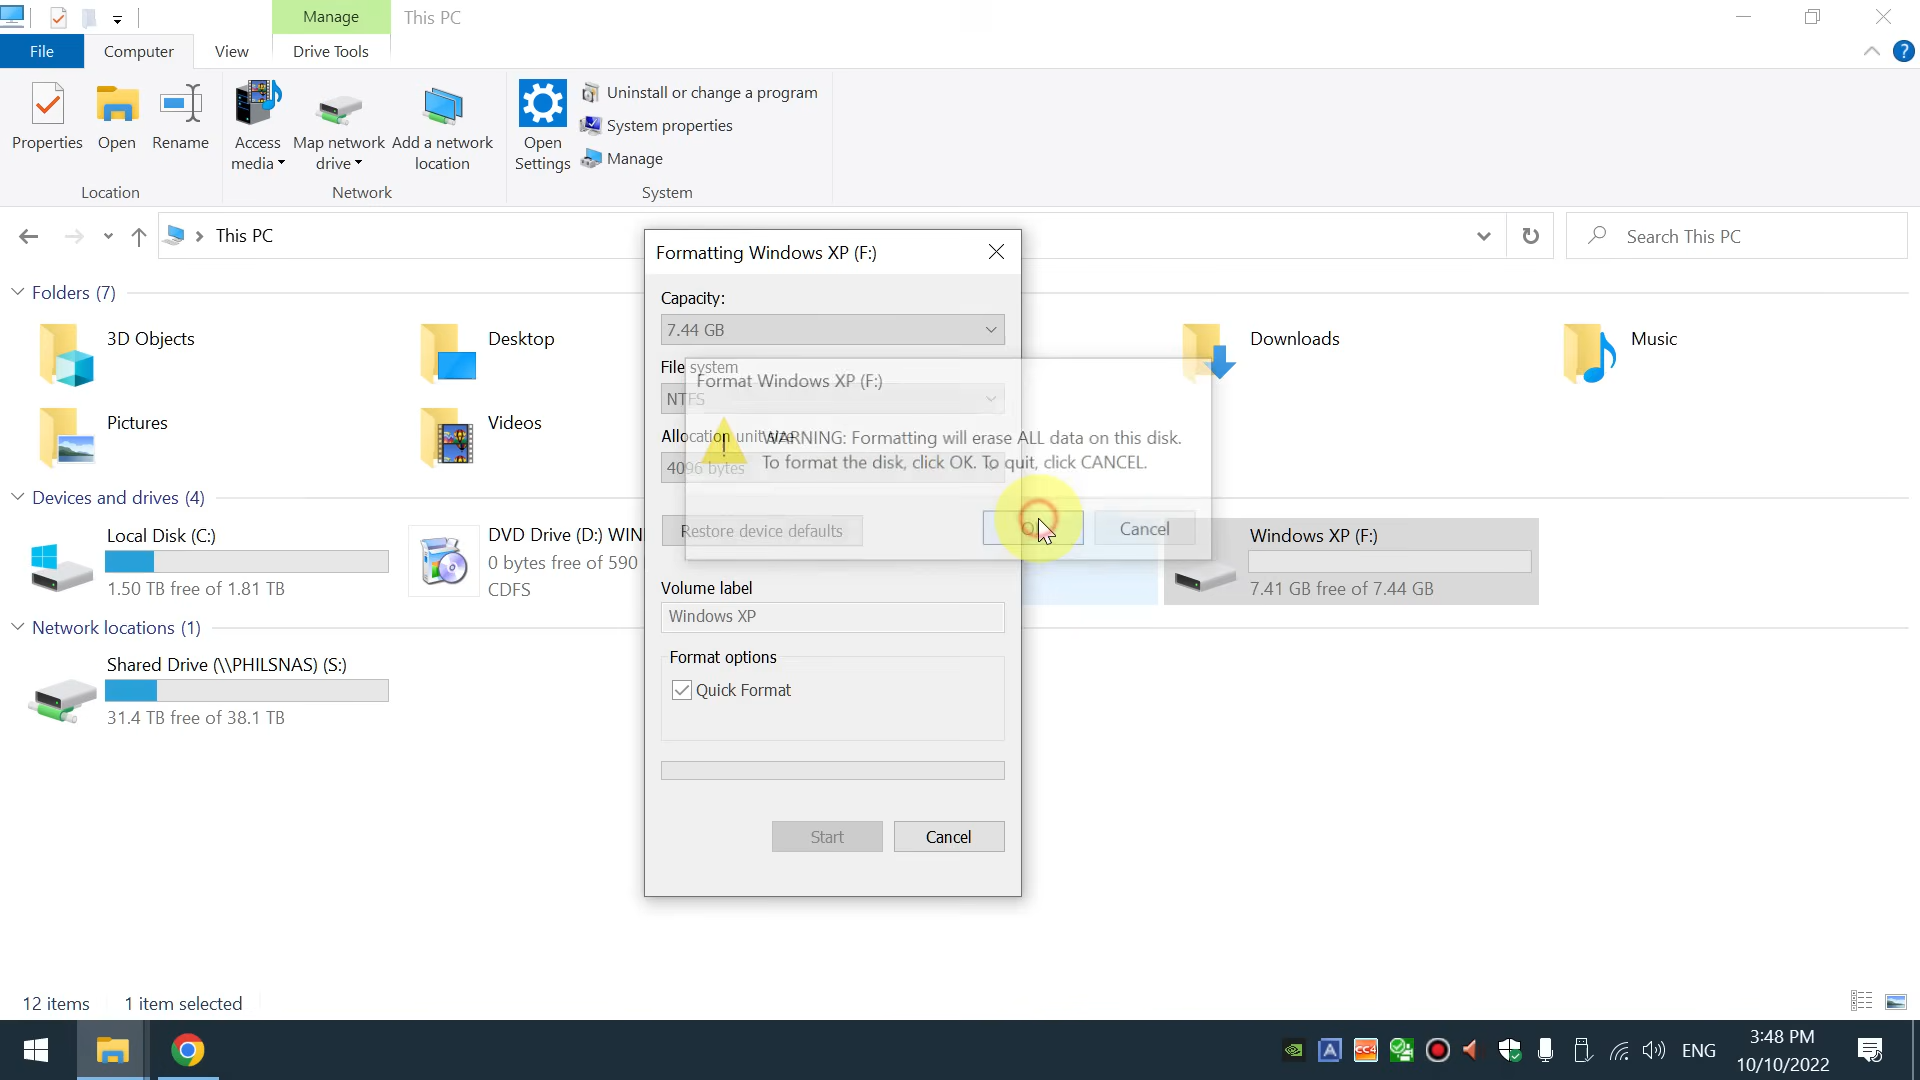 Manage
This PC
File
Computer
View
Drive Tools
Properties
Open
Rename
Access media
Map network drive
Add a network location
Open Settings
Uninstall or change a program
System properties
Manage
Location
Network
System
This PC
Search This PC
Folders (7)
3D Objects
Desktop
Downloads
Music
Pictures
Videos
Devices and drives (4)
Local Disk (C:)
1.50 TB free of 1.81 TB
DVD Drive (D:) WIN
0 bytes free of 590
CDFS
Windows XP (F:)
7.41 GB free of 7.44 GB
Network locations (1)
Shared Drive (\\PHILSNAS) (S:)
31.4 TB free of 38.1 TB
Formatting Windows XP (F:)
Capacity:
7.44 GB
File system
NTFS
Allocation unit size
4096 bytes
Restore device defaults
Volume label
Windows XP
Format options
Quick Format
Start
Cancel
Format Windows XP (F:)
WARNING: Formatting will erase ALL data on this disk.
To format the disk, click OK. To quit, click CANCEL.
Cancel
12 items
1 item selected
CC4
ENG
3:48 PM
10/10/2022